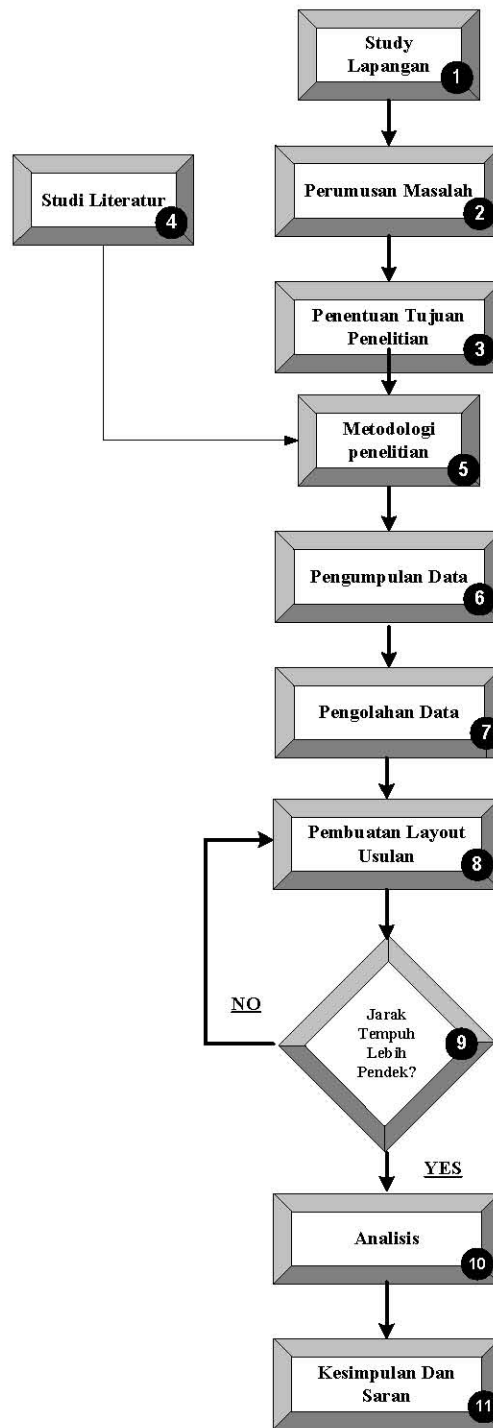 Study
Lapangan
1
Perumusan Masalah
2
Studi Literatur
4
Penentuan Tujuan
Penelitian
3
Metodologi
penelitian
5
Pengumpulan Data
6
Pengolahan Data
7
Pembuatan Layout
Usulan
8
NO
Jarak
Tempuh
Lebih
Pendek?
9
YES
Analisis
10
Kesimpulan Dan
Saran
11